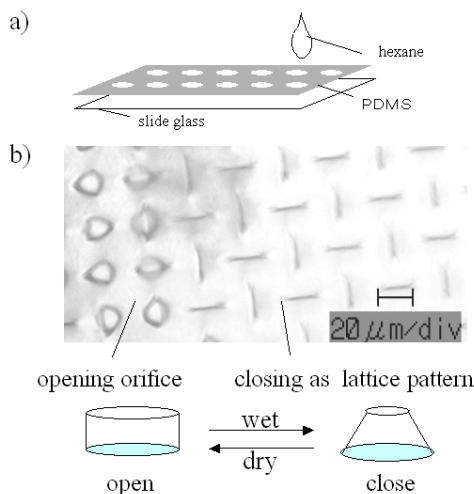 a)
hexane
PDMS
slide glass
b)
20μm/div
opening orifice
closing as lattice pattern
wet
dry
open
close